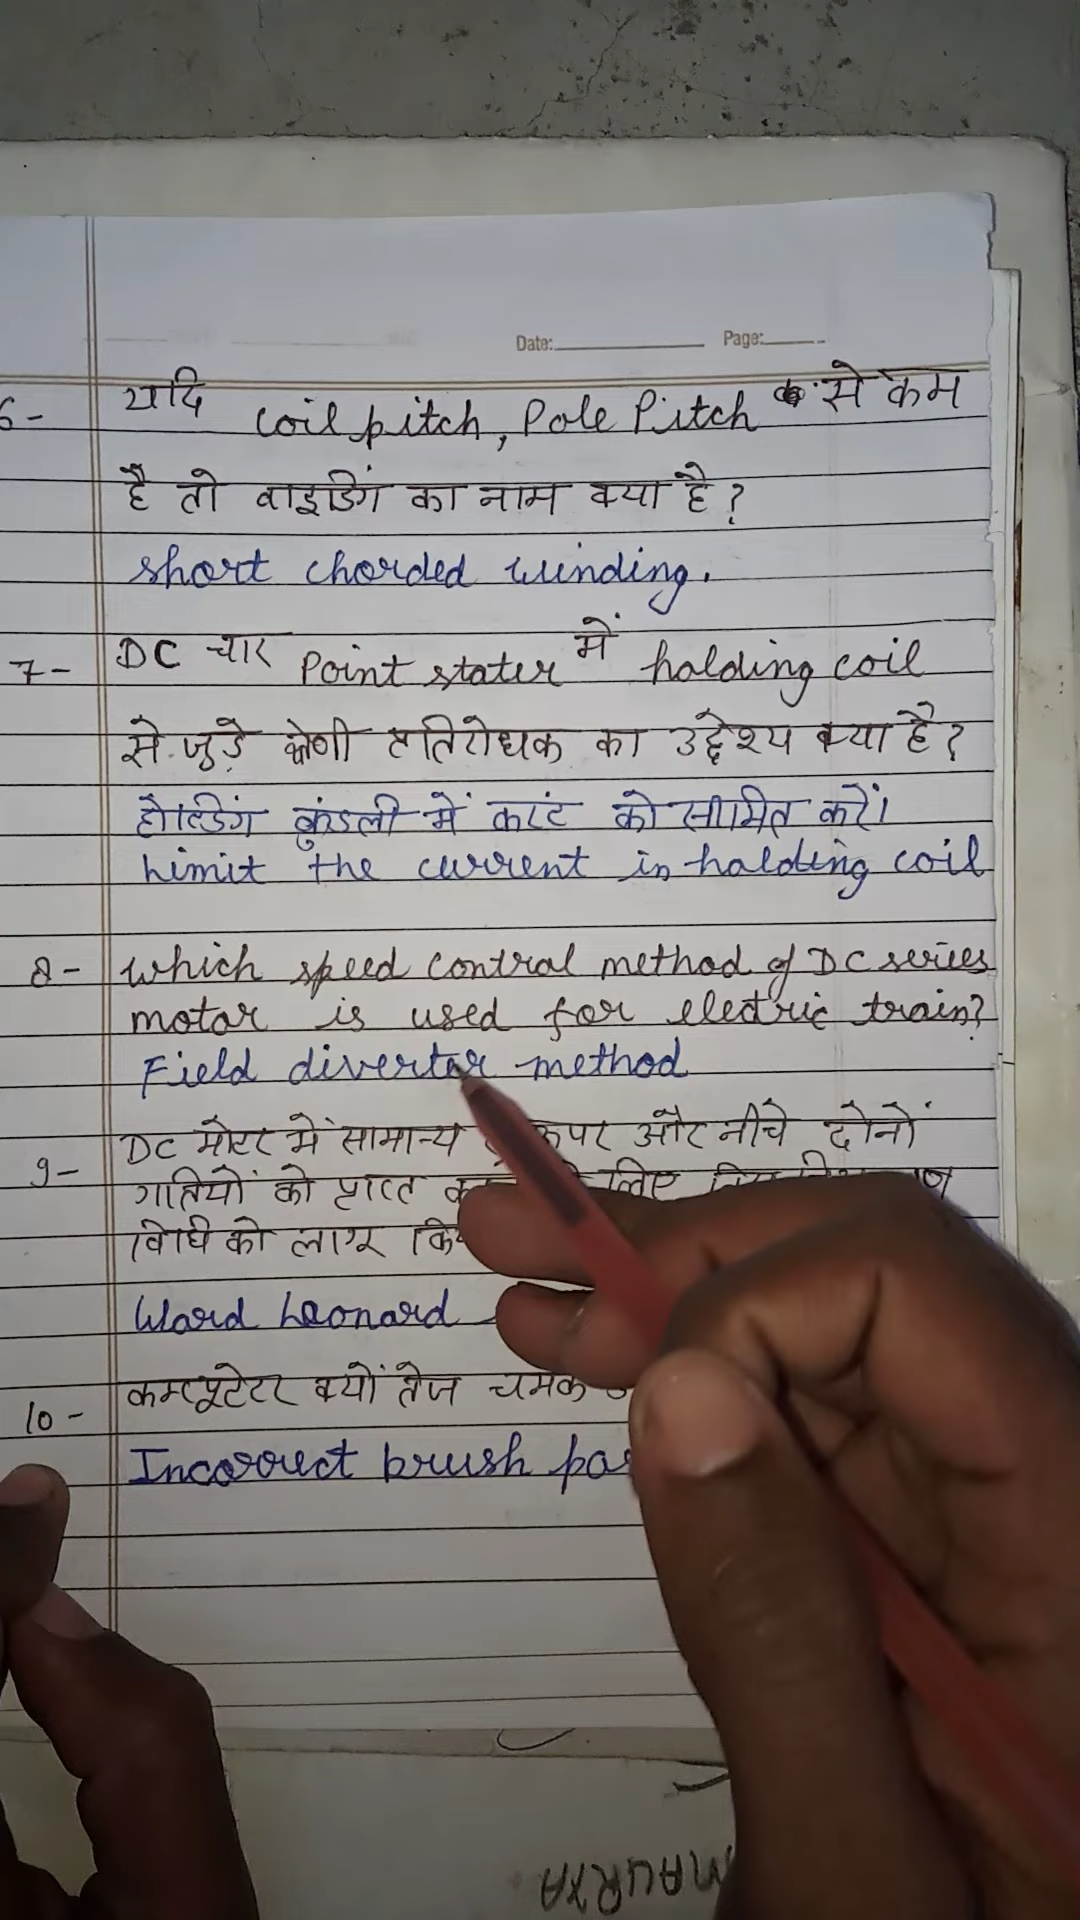 Date: Page:
6- यदि coil pitch, Pole Pitch से कम
है तो वाइडिंग का नाम क्या है?
short chorded winding.
7- DC चार Point stater में holding coil
से जुड़े श्रेणी प्रतिरोधक का उद्देश्य क्या है?
होल्डिंग कुंडली में करंट को सामित करें।
Limit the current in holding coil
8- which speed control method of DC series
motor is used for electric train?
Field diverter method
9- DC मोटर में सामान्य ऊपर और नीचे दोनों
गतियों को प्राप्त लिए
विधि को लागू
Ward Leonard
10- कम्यूटेटर क्यों तेज चमक
Incorrect brush
MAURYA